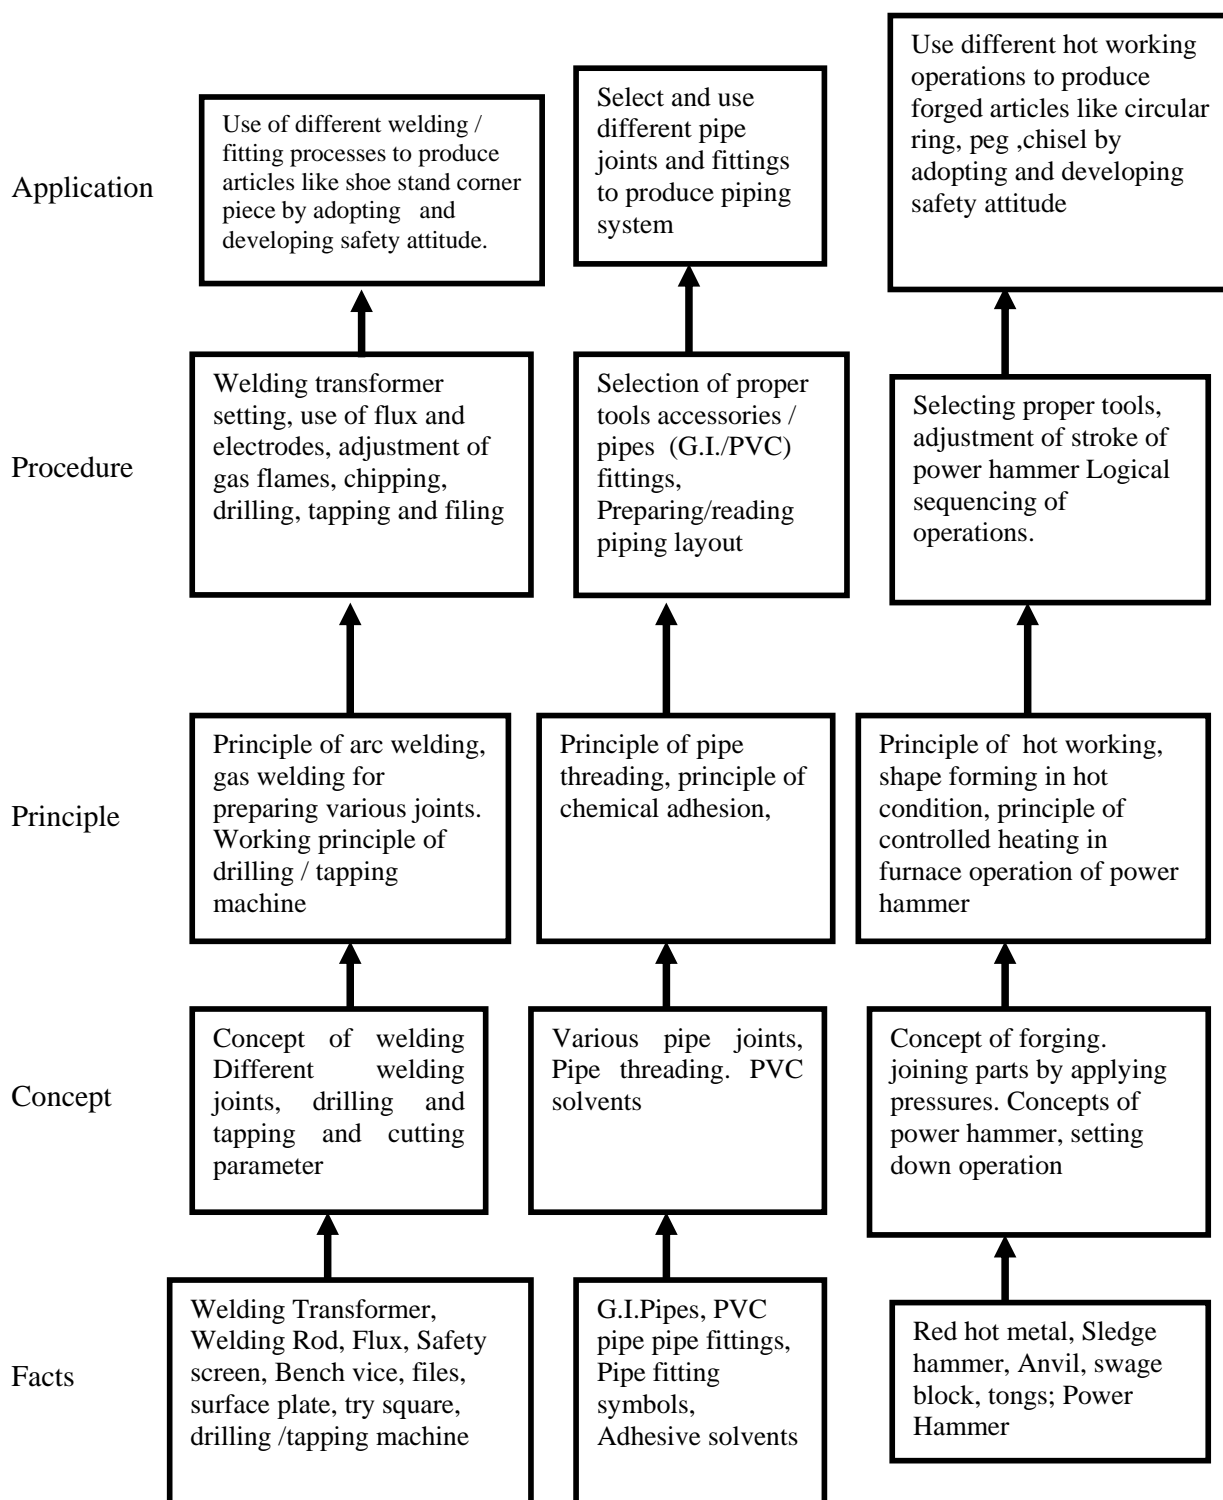 Application
Use of different welding /
fitting processes to produce
articles like shoe stand corner
piece by adopting and
developing safety attitude.
Select and use
different pipe
joints and fittings
to produce piping
system
Use different hot working
operations to produce
forged articles like circular
ring, peg ,chisel by
adopting and developing
safety attitude
Procedure
Welding transformer
setting, use of flux and
electrodes, adjustment of
gas flames, chipping,
drilling, tapping and filing
Selection of proper
tools accessories /
pipes (G.I./PVC)
fittings,
Preparing/reading
piping layout
Selecting proper tools,
adjustment of stroke of
power hammer Logical
sequencing of
operations.
Principle
Principle of arc welding,
gas welding for
preparing various joints.
Working principle of
drilling / tapping
machine
Principle of pipe
threading, principle of
chemical adhesion,
Principle of hot working,
shape forming in hot
condition, principle of
controlled heating in
furnace operation of power
hammer
Concept
Concept of welding
Different welding
joints, drilling and
tapping and cutting
parameter
Various pipe joints,
Pipe threading. PVC
solvents
Concept of forging.
joining parts by applying
pressures. Concepts of
power hammer, setting
down operation
Facts
Welding Transformer,
Welding Rod, Flux, Safety
screen, Bench vice, files,
surface plate, try square,
drilling /tapping machine
G.I.Pipes, PVC
pipe pipe fittings,
Pipe fitting
symbols,
Adhesive solvents
Red hot metal, Sledge
hammer, Anvil, swage
block, tongs; Power
Hammer